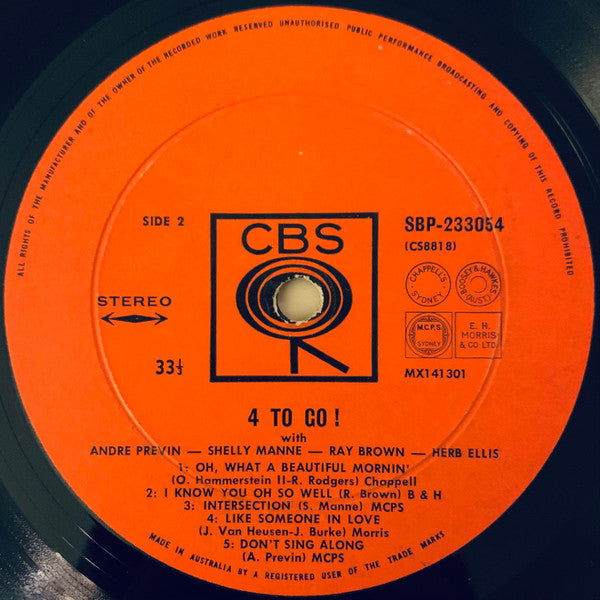 ALL RIGHTS OF THE MANUFACTURER AND OF THE OWNER OF THE RECORDED WORK RESERVED UNAUTHORISED PUBLIC PERFORMANCE BROADCASTING AND COPYING OF THIS RECORD PROHIBITED
SIDE 2
CBS
SBP-233054
(CS8818)
CHAPPELL'S SYDNEY
BOOSEY & HAWKES (AUST)
STEREO
M.C.P.S. SYDNEY
E. H. MORRIS & CO LTD.
33⅓
MX141301
4 TO GO !
with
ANDRE PREVIN — SHELLY MANNE — RAY BROWN — HERB ELLIS
1: OH, WHAT A BEAUTIFUL MORNIN'
(O. Hammerstein II-R. Rodgers) Chappell
2: I KNOW YOU OH SO WELL (R. Brown) B & H
3: INTERSECTION (S. Manne) MCPS
4: LIKE SOMEONE IN LOVE
(J. Van Heusen-J. Burke) Morris
5: DON'T SING ALONG
(A. Previn) MCPS
MADE IN AUSTRALIA BY A REGISTERED USER OF THE TRADE MARKS